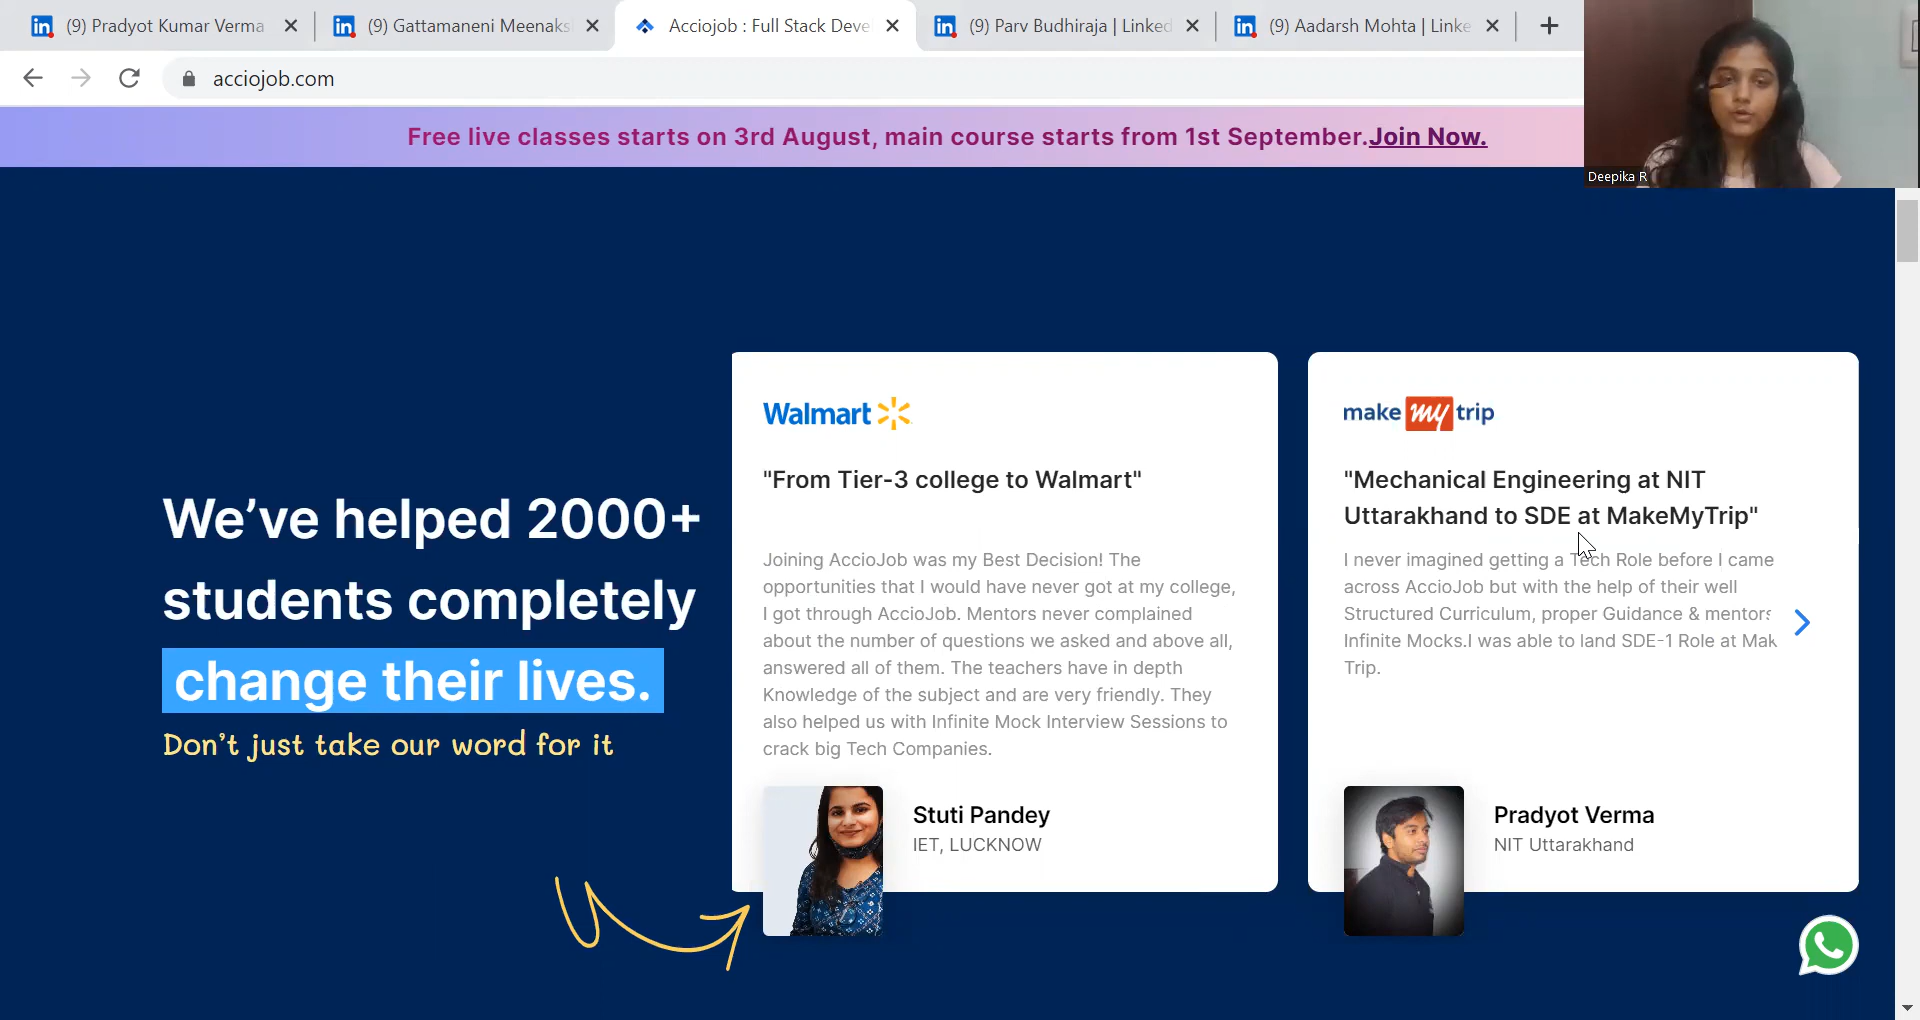 (9) Pradyot Kumar Verma
(9) Gattamaneni Meenaks
Acciojob : Full Stack Deve
(9) Parv Budhiraja | Linked
(9) Aadarsh Mohta | Linke
acciojob.com
Free live classes starts on 3rd August, main course starts from 1st September.Join Now.
Deepika R
We’ve helped 2000+
students completely
change their lives.
Don’t just take our word for it
Walmart
"From Tier-3 college to Walmart"
Joining AccioJob was my Best Decision! The
opportunities that I would have never got at my college,
I got through AccioJob. Mentors never complained
about the number of questions we asked and above all,
answered all of them. The teachers have in depth
Knowledge of the subject and are very friendly. They
also helped us with Infinite Mock Interview Sessions to
crack big Tech Companies.
Stuti Pandey
IET, LUCKNOW
make my trip
"Mechanical Engineering at NIT
Uttarakhand to SDE at MakeMyTrip"
I never imagined getting a Tech Role before I came
across AccioJob but with the help of their well
Structured Curriculum, proper Guidance & mentors
Infinite Mocks.I was able to land SDE-1 Role at Mak
Trip.
Pradyot Verma
NIT Uttarakhand